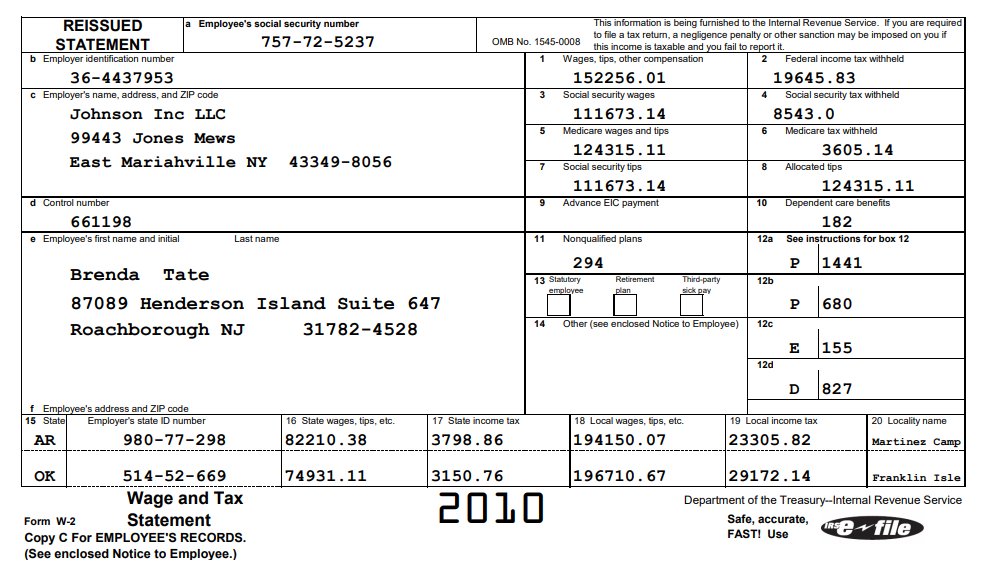 REISSUED STATEMENT
a Employee's social security number
757-72-5237
OMB No. 1545-0008
This information is being furnished to the Internal Revenue Service. If you are required
to file a tax return, a negligence penalty or other sanction may be imposed on you if
this income is taxable and you fail to report it.
b Employer identification number
36-4437953
1 Wages, tips, other compensation
152256.01
2 Federal income tax withheld
19645.83
c Employer's name, address, and ZIP code
Johnson Inc LLC
99443 Jones Mews
East Mariahville NY 43349-8056
3 Social security wages
111673.14
4 Social security tax withheld
8543.0
5 Medicare wages and tips
124315.11
6 Medicare tax withheld
3605.14
7 Social security tips
111673.14
8 Allocated tips
124315.11
d Control number
661198
9 Advance EIC payment
10 Dependent care benefits
182
e Employee's first name and initial Last name
Brenda Tate
87089 Henderson Island Suite 647
Roachborough NJ 31782-4528
11 Nonqualified plans
294
12a See instructions for box 12
P 1441
13 Statutory employee
Retirement plan
Third-party sick pay
12b
P 680
14 Other (see enclosed Notice to Employee)
12c
E 155
12d
D 827
f Employee's address and ZIP code
15 State Employer's state ID number 16 State wages, tips, etc. 17 State income tax 18 Local wages, tips, etc. 19 Local income tax 20 Locality name
AR 980-77-298 82210.38 3798.86 194150.07 23305.82 Martinez Camp
OK 514-52-669 74931.11 3150.76 196710.67 29172.14 Franklin Isle
Form W-2 Wage and Tax Statement
2010
Department of the Treasury--Internal Revenue Service
Copy C For EMPLOYEE'S RECORDS.
(See enclosed Notice to Employee.)
Safe, accurate,
FAST! Use
IRS e-file